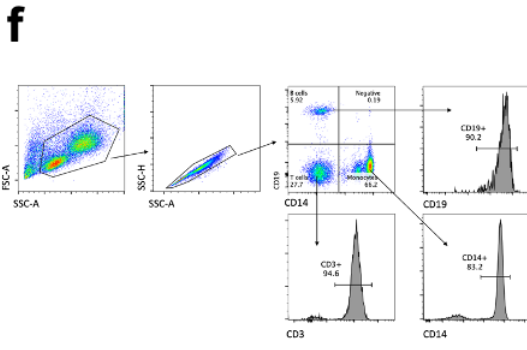 f
FSC-A
SSC-A
SSC-H
SSC-A
B cells
5.92
Negative
0.19
T cells
27.7
Monocytes
66.2
CD19
CD14
CD19+
90.2
CD19
CD3+
94.6
CD3
CD14+
83.2
CD14